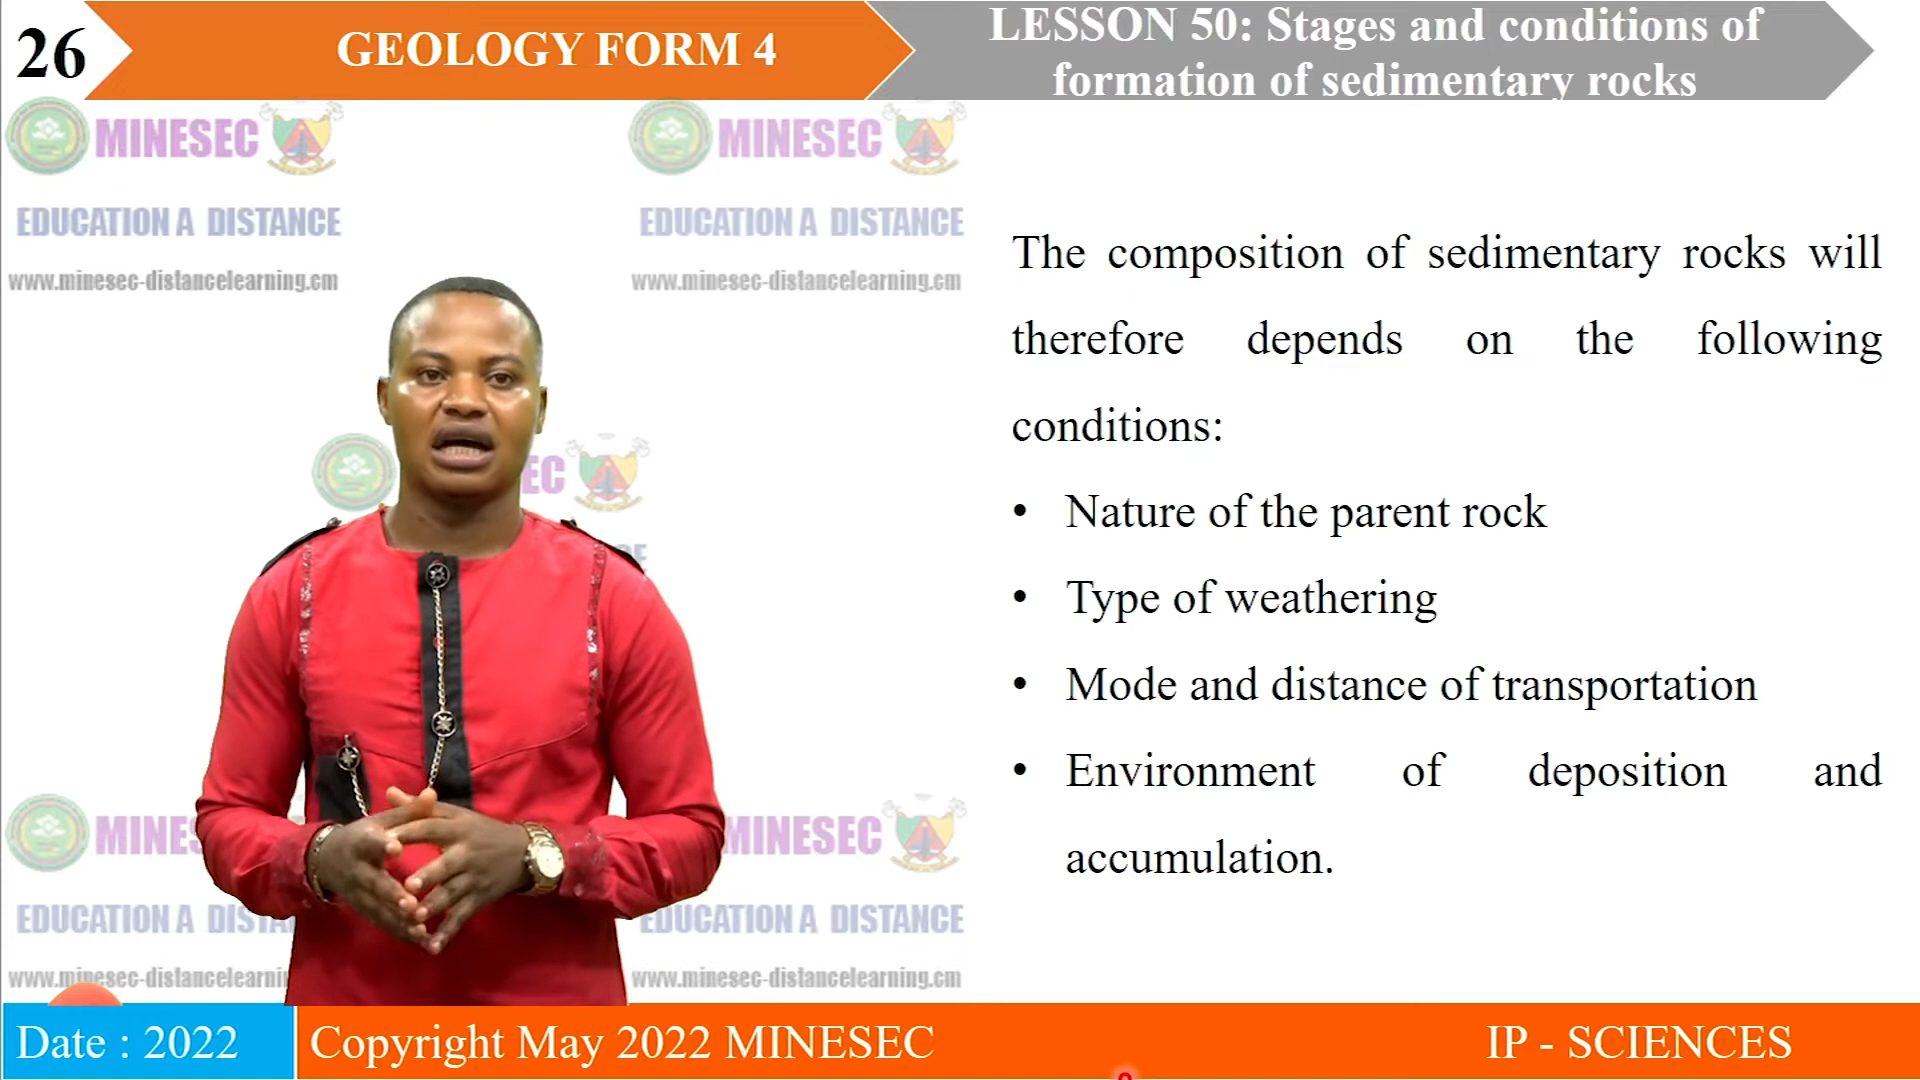 26
GEOLOGY FORM 4
LESSON 50: Stages and conditions of
formation of sedimentary rocks
MINESEC
MINESEC
EDUCATION A DISTANCE
EDUCATION A DISTANCE
www.minesec-distancelearning.cm
www.minesec-distancelearning.cm
The composition of sedimentary rocks will
therefore depends on the following
conditions:
• Nature of the parent rock
• Type of weathering
• Mode and distance of transportation
• Environment of deposition and
accumulation.
MINESEC
EDUCATION A DISTANCE
www.minesec-distancelearning.cm
Date : 2022
Copyright May 2022 MINESEC
IP - SCIENCES